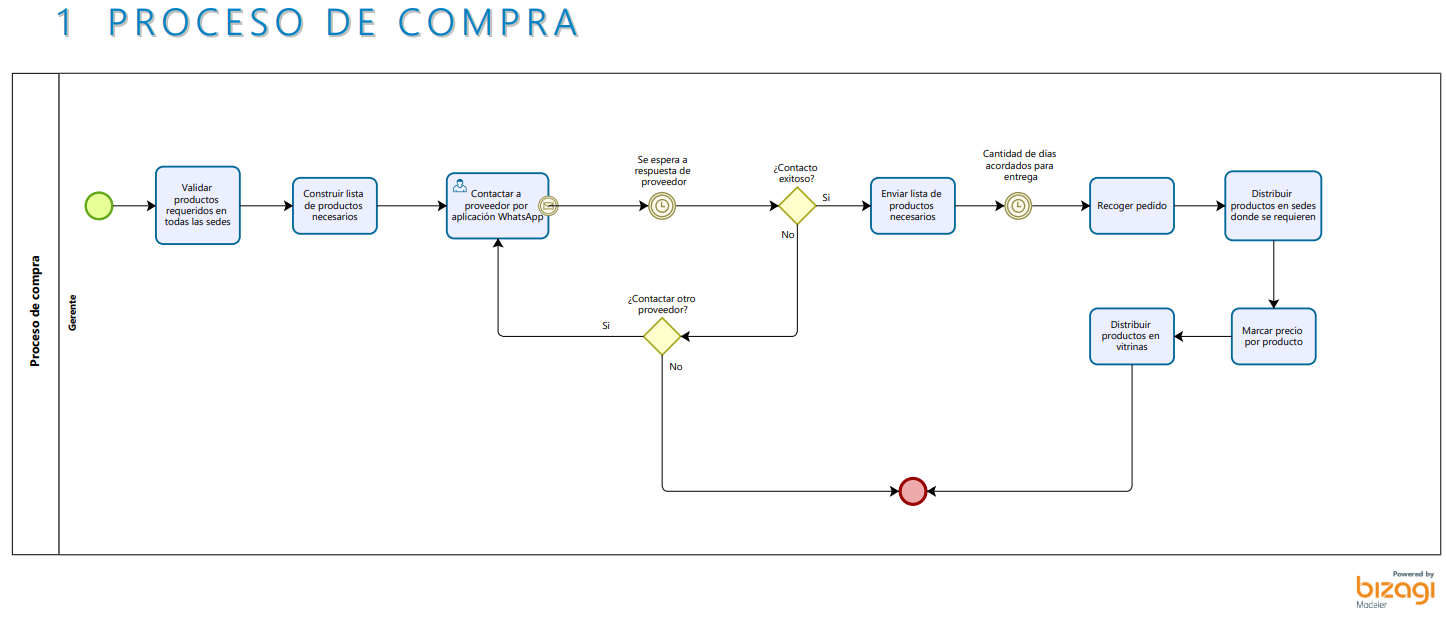 1 PROCESO DE COMPRA
Proceso de compra
Gerente
Validar
productos
requeridos en
todas las sedes
Construir lista
de productos
necesarios
Contactar a
proveedor por
aplicación WhatsApp
Se espera a
respuesta de
proveedor
¿Contacto
exitoso?
Si
No
Enviar lista de
productos
necesarios
Cantidad de días
acordados para
entrega
Recoger pedido
Distribuir
productos en sedes
donde se requieren
¿Contactar otro
proveedor?
Si
No
Distribuir
productos en
vitrinas
Marcar precio
por producto
Powered by
bizagi
Modeler